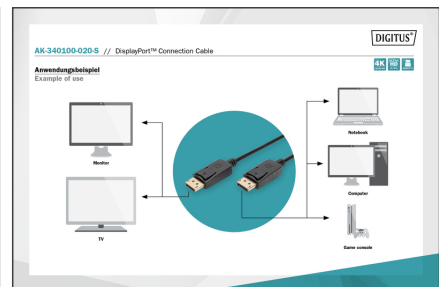 DIGITUS®
AK-340100-020-S // DisplayPort™ Connection Cable
4K
Anwendungsbeispiel
Example of use
Monitor
TV
Notebook
Computer
Game console